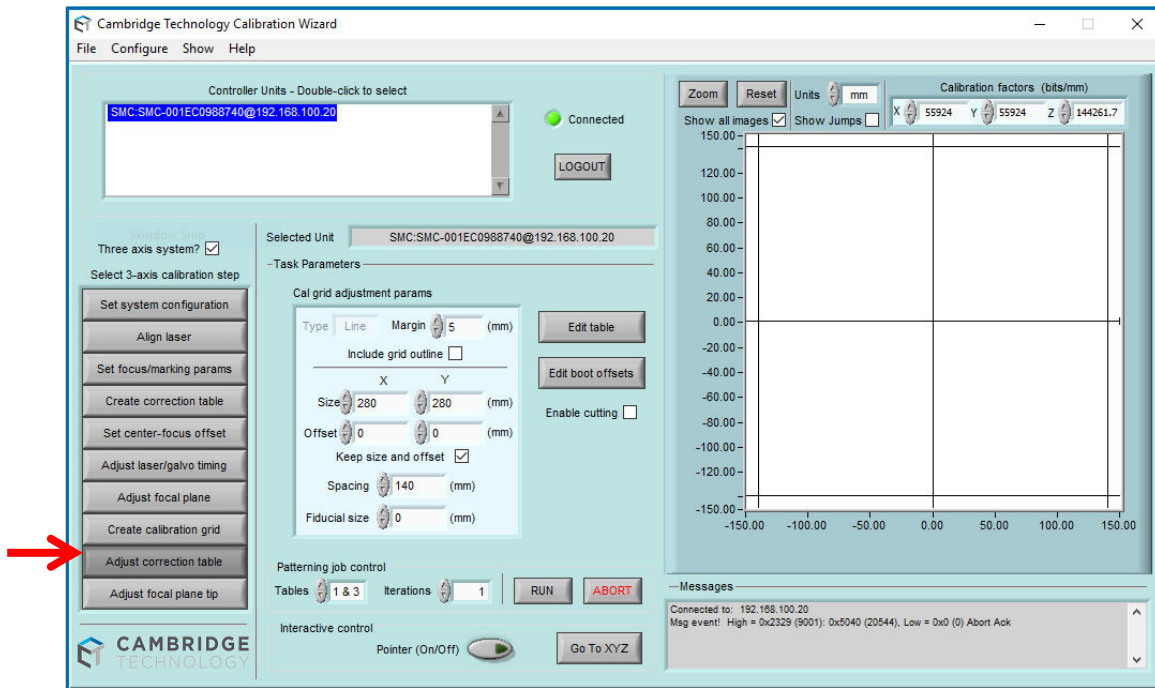 Cambridge Technology Calibration Wizard
File Configure Show Help
Controller Units - Double-click to select
SMC:SMC-001EC0988740@192.168.100.20
Connected
LOGOUT
Window Snip
Three axis system?
Select 3-axis calibration step
Set system configuration
Align laser
Set focus/marking params
Create correction table
Set center-focus offset
Adjust laser/galvo timing
Adjust focal plane
Create calibration grid
Adjust correction table
Adjust focal plane tip
CAMBRIDGE
TECHNOLOGY
Selected Unit SMC:SMC-001EC0988740@192.168.100.20
Task Parameters
Cal grid adjustment params
Type Line Margin 5 (mm)
Include grid outline
X Y
Size 280 280 (mm)
Offset 0 0 (mm)
Keep size and offset
Spacing 140 (mm)
Fiducial size 0 (mm)
Edit table
Edit boot offsets
Enable cutting
Patterning job control
Tables 1 & 3 Iterations 1 RUN ABORT
Interactive control
Pointer (On/Off) Go To XYZ
Zoom Reset Units mm
Show all images Show Jumps
Calibration factors (bits/mm)
X 55924 Y 55924 Z 144261.7
150.00
120.00
100.00
80.00
60.00
40.00
20.00
0.00
-20.00
-40.00
-60.00
-80.00
-100.00
-120.00
-150.00
-150.00 -100.00 -50.00 0.00 50.00 100.00 150.00
Messages
Connected to: 192.168.100.20
Msg event! High = 0x2329 (9001): 0x5040 (20544), Low = 0x0 (0) Abort Ack